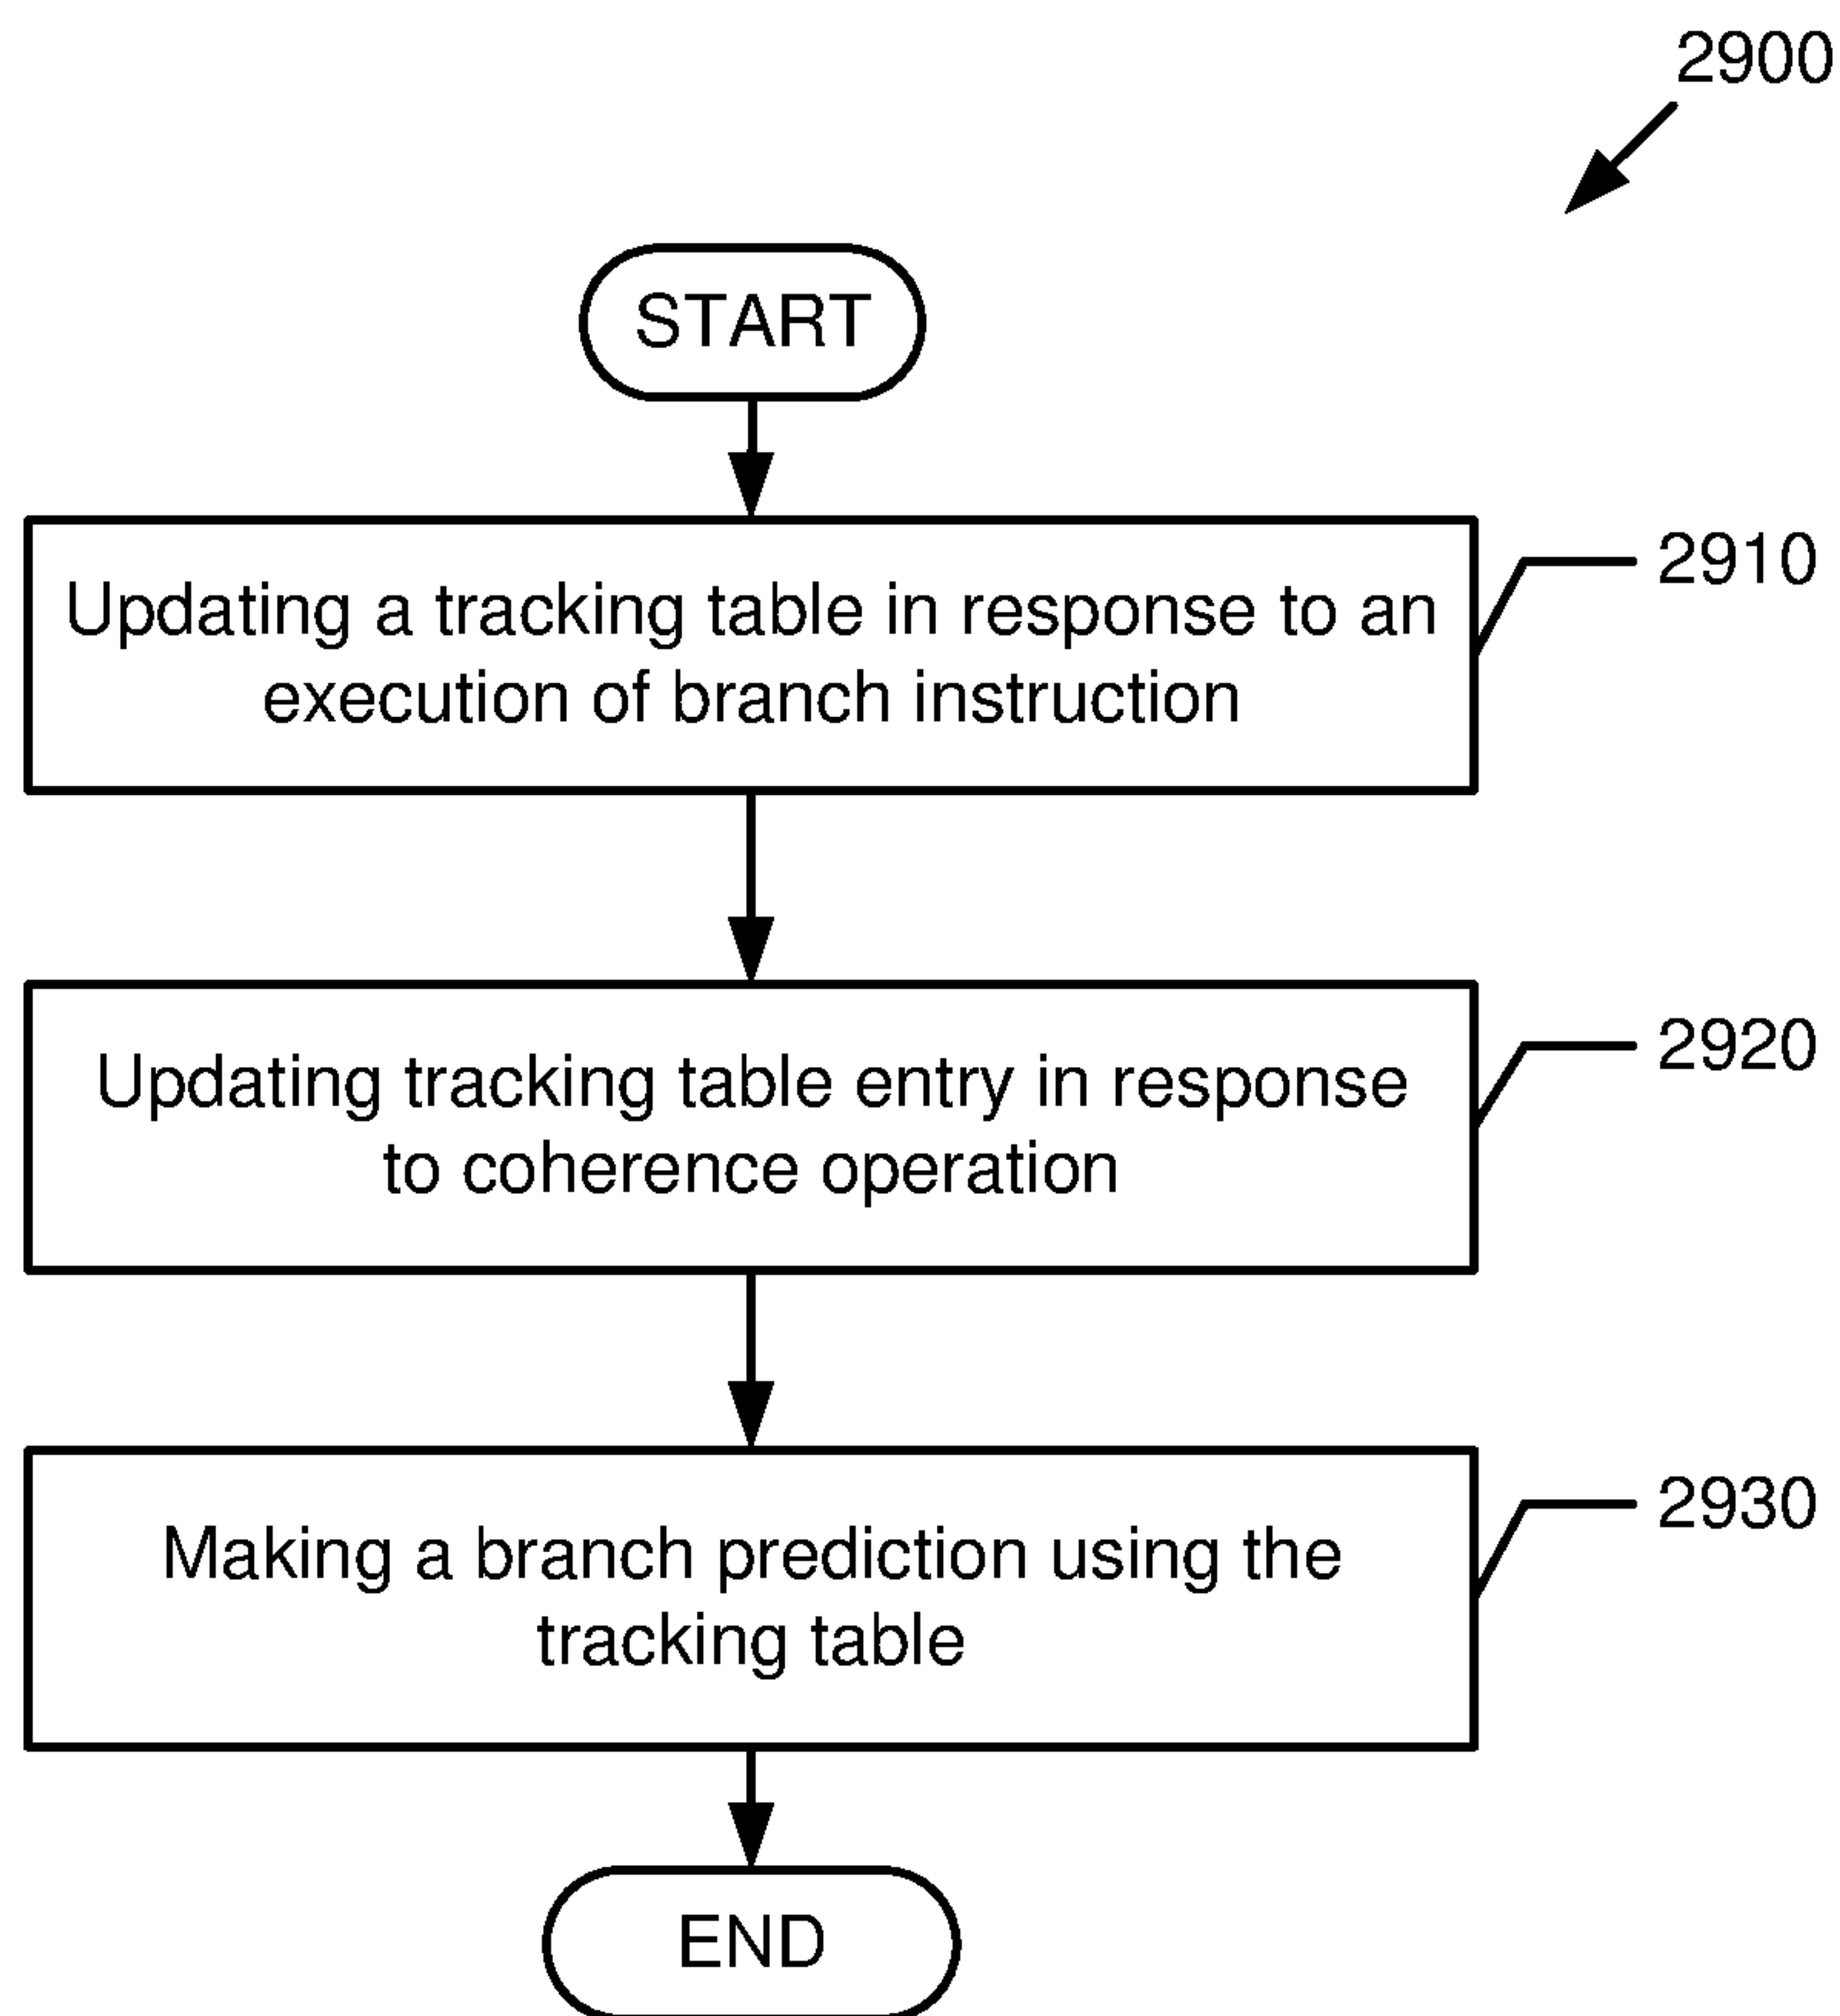 2900
START
Updating a tracking table in response to an
execution of branch instruction
2910
Updating tracking table entry in response
to coherence operation
2920
Making a branch prediction using the
tracking table
2930
END